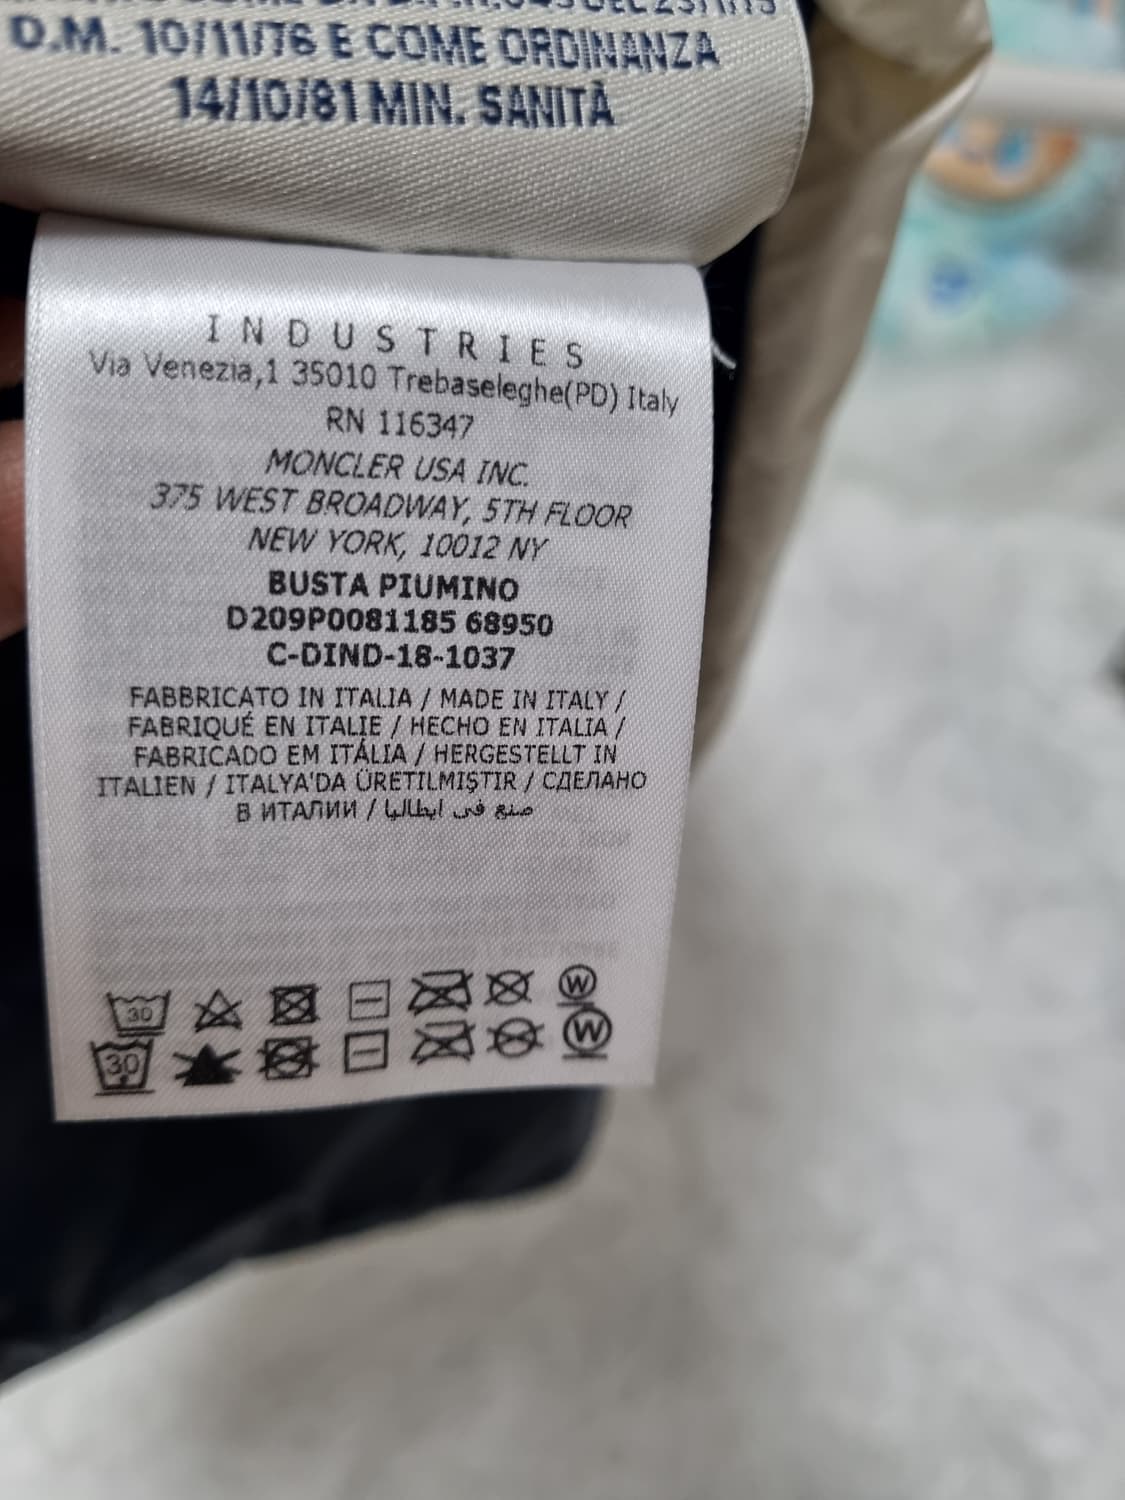 D.M. 10/11/76 E COME ORDINANZA
14/10/81 MIN. SANITÀ
INDUSTRIES
Via Venezia,1 35010 Trebaseleghe(PD) Italy
RN 116347
MONCLER USA INC.
375 WEST BROADWAY, 5TH FLOOR
NEW YORK, 10012 NY
BUSTA PIUMINO
D209P0081185 68950
C-DIND-18-1037
FABBRICATO IN ITALIA / MADE IN ITALY /
FABRIQUÉ EN ITALIE / HECHO EN ITALIA /
FABRICADO EM ITÁLIA / HERGESTELLT IN
ITALIEN / ITALYA'DA ÜRETILMIŞTIR / СДЕЛАНО
В ИТАЛИИ / صنع في ايطاليا
30 W
30 W